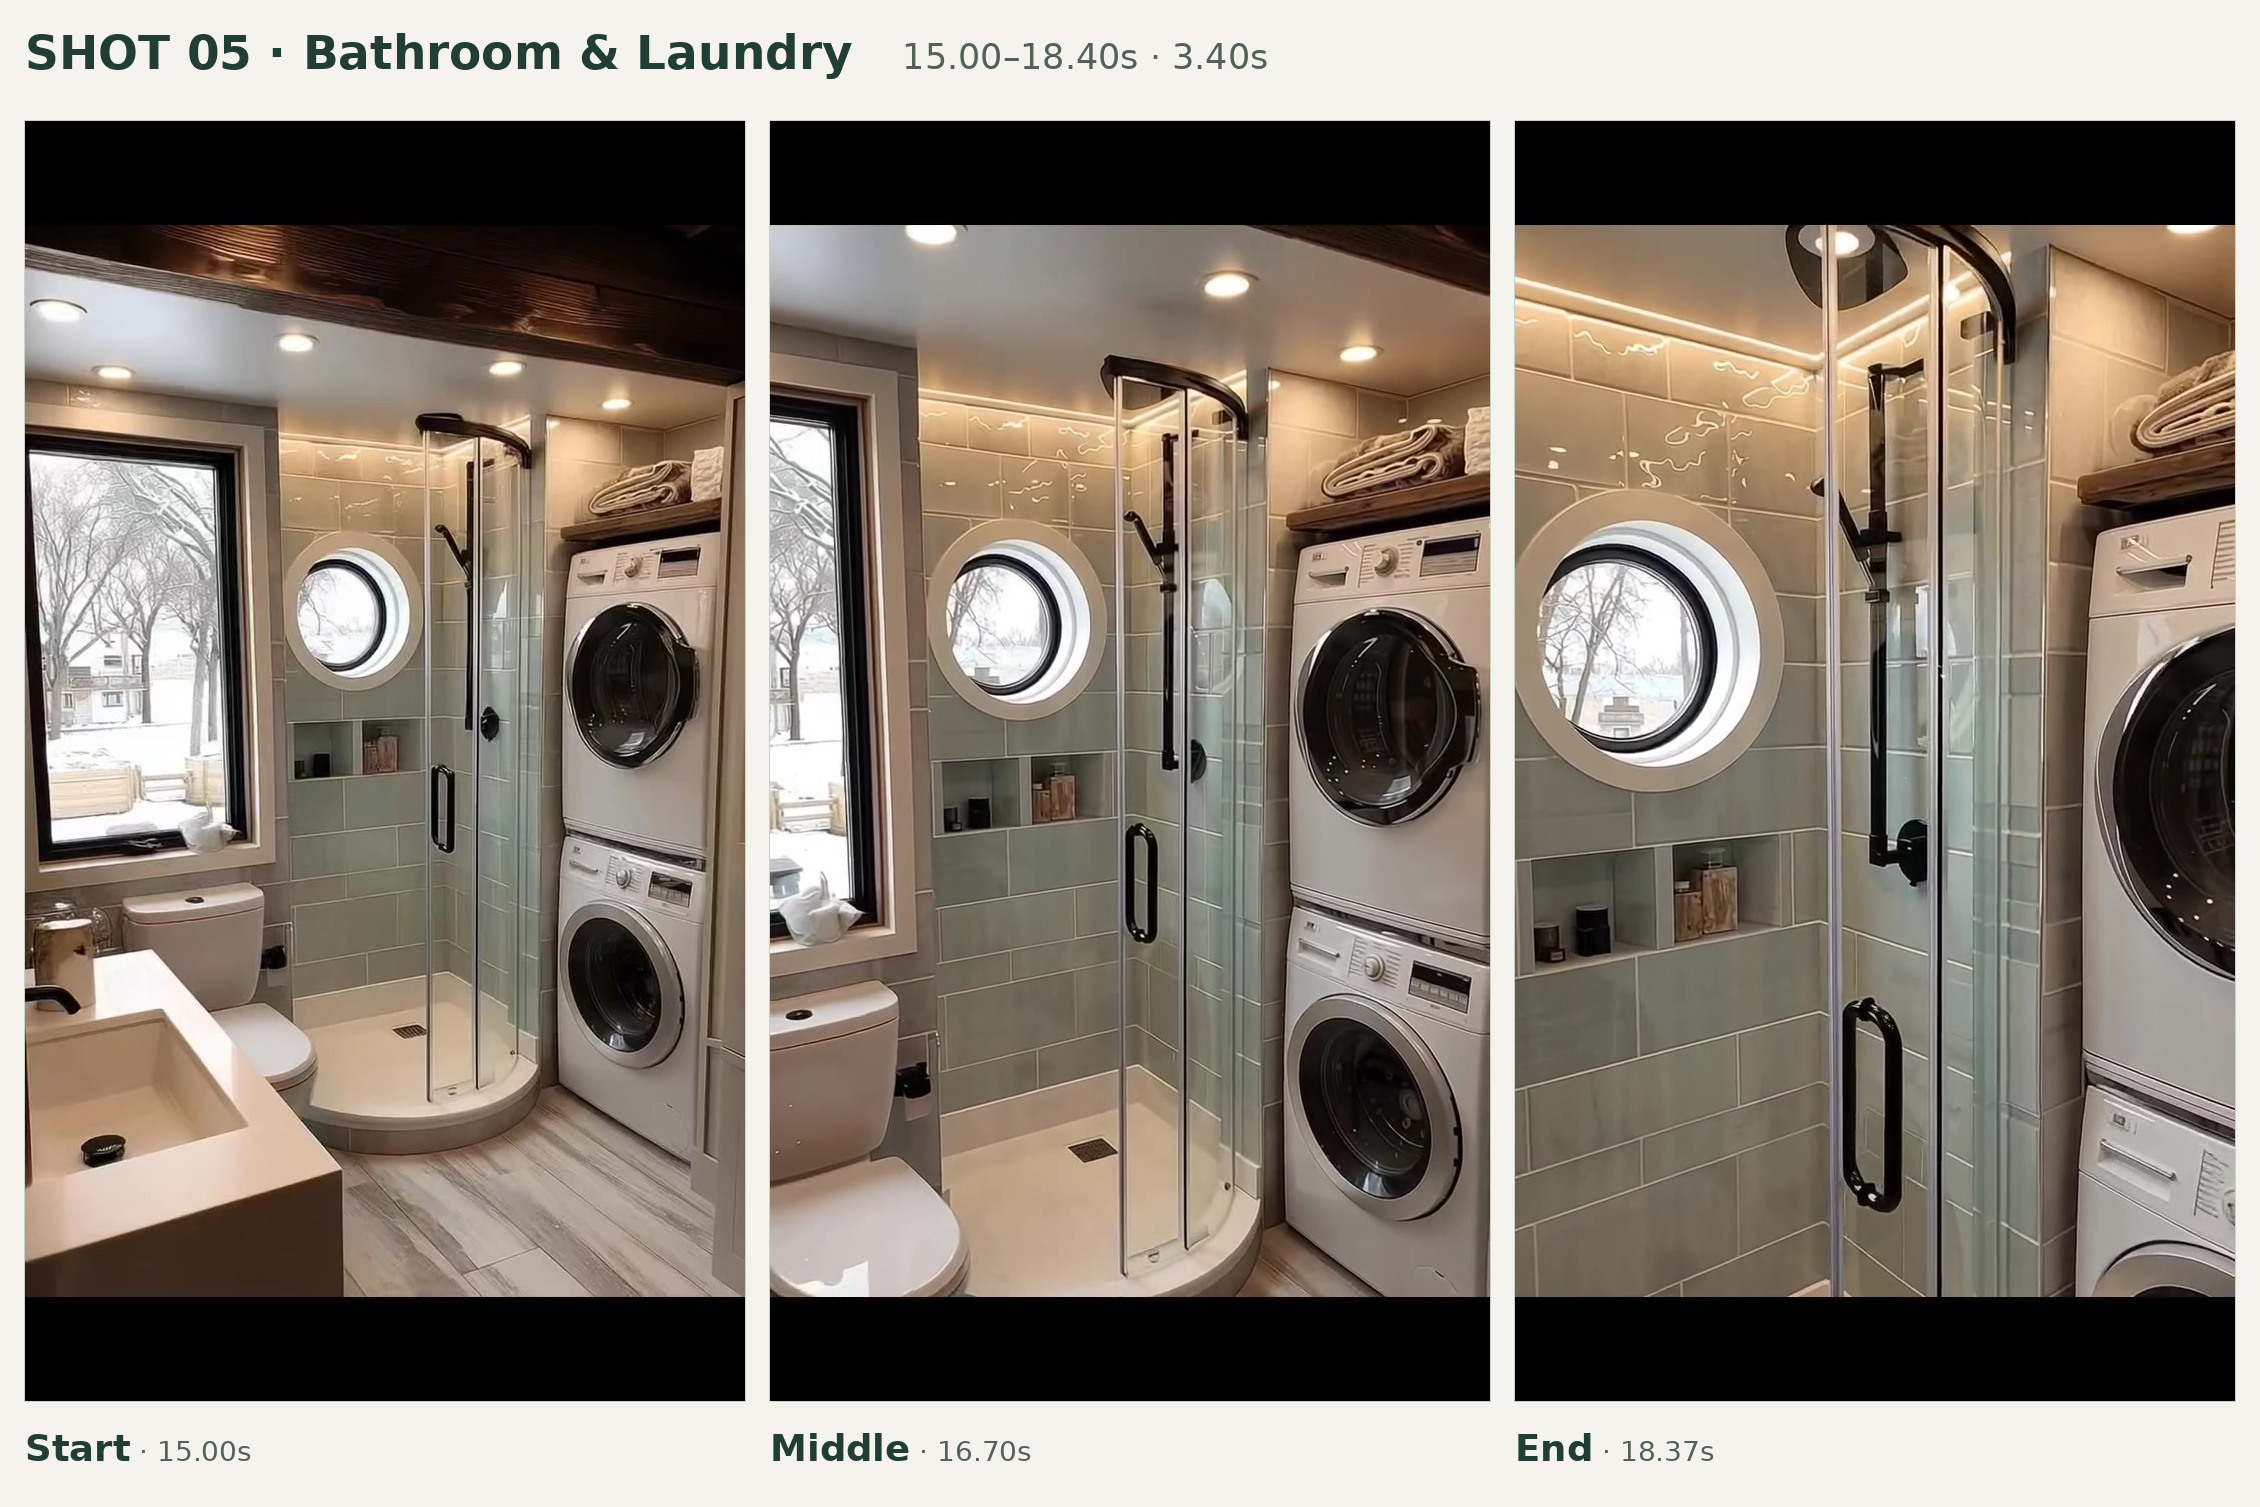 SHOT 05 · Bathroom & Laundry 15.00–18.40s · 3.40s
Start · 15.00s
Middle · 16.70s
End · 18.37s